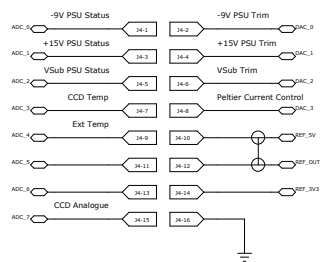 -9V PSU Status
-9V PSU Trim
ADC_0 J4-1 J4-2 DAC_0
+15V PSU Status
+15V PSU Trim
ADC_1 J4-3 J4-4 DAC_1
VSub PSU Status
VSub Trim
ADC_2 J4-5 J4-6 DAC_2
CCD Temp
Peltier Current Control
ADC_3 J4-7 J4-8 DAC_3
Ext Temp
ADC_4 J4-9 J4-10 REF_5V
ADC_5 J4-11 J4-12 REF_OUT
ADC_6 J4-13 J4-14 REF_3V3
CCD Analogue
ADC_7 J4-15 J4-16